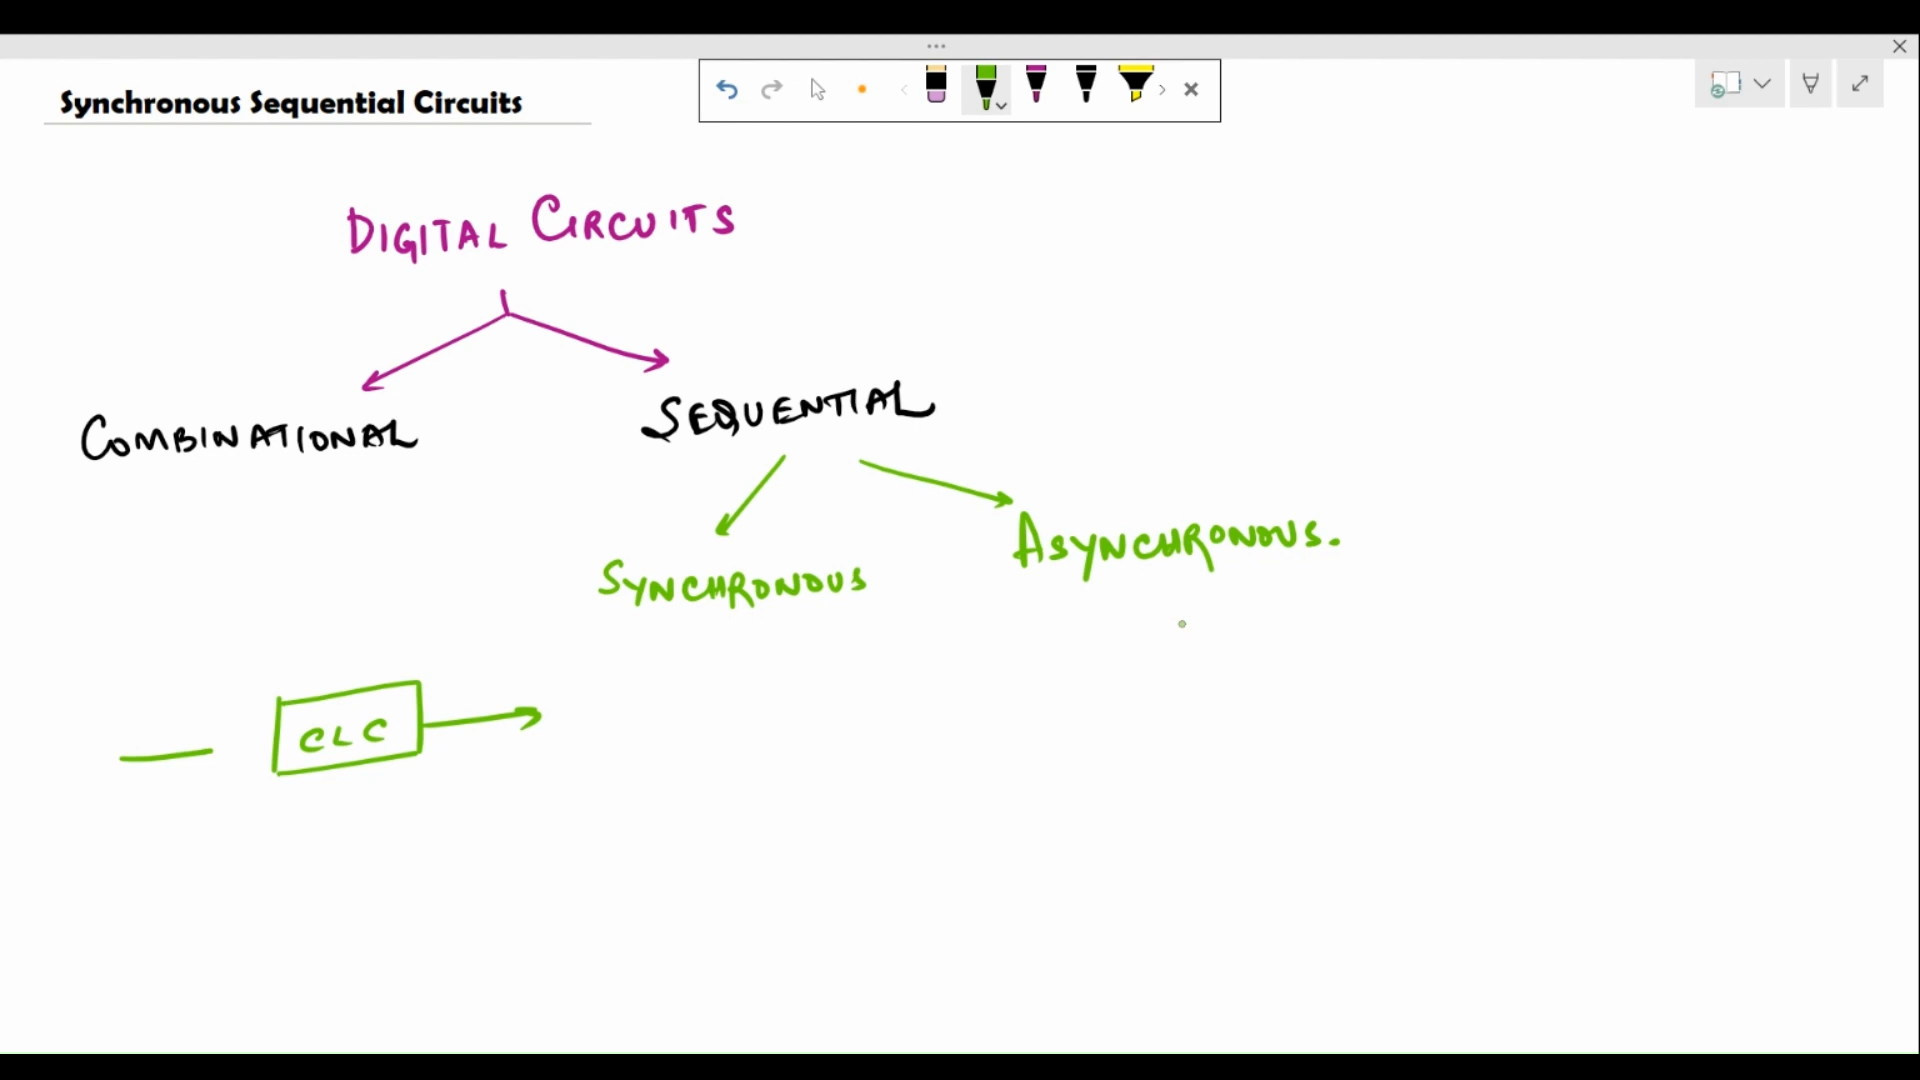 Synchronous Sequential Circuits
DIGITAL CIRCUITS
COMBINATIONAL
SEQUENTIAL
SYNCHRONOUS
ASYNCHRONOUS.
CLC